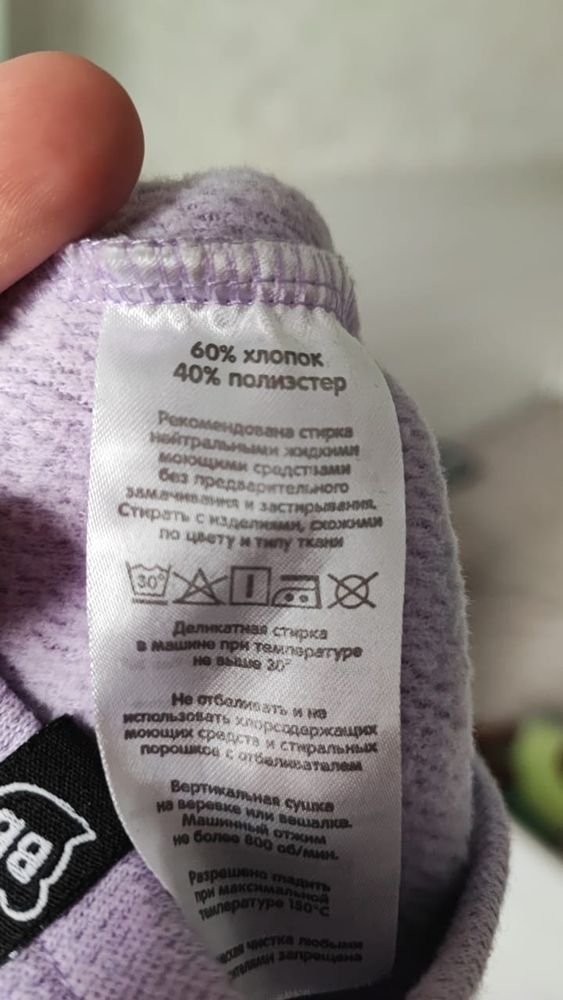 60% хлопок
40% полиэстер
Рекомендована стирка
нейтральными жидкими
моющими средствами
без предварительного
замачивания и застирывания.
Стирать с изделиями, схожими
по цвету и типу ткани
30°
Деликатная стирка
в машине при температуре
не выше 30°
Не отбеливать и не
использовать хлорсодержащих
моющих средств и стиральных
порошков с отбеливателем
Вертикальная сушка
на веревке или вешалке.
Машинный отжим
не более 800 об/мин.
Разрешено гладить
при максимальной
температуре 150°C
чистка любыми
запрещена